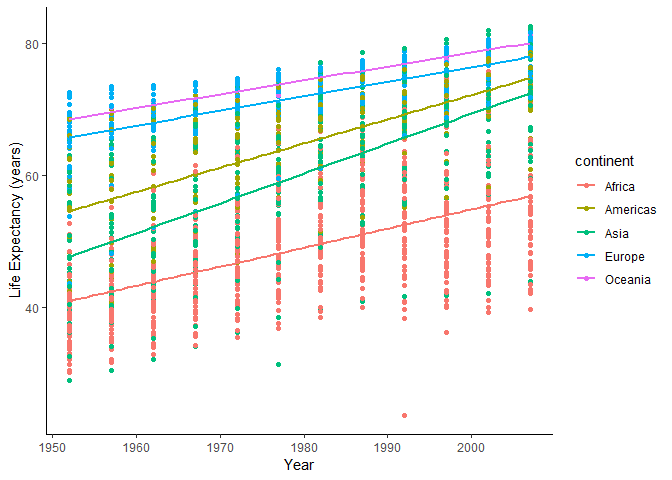 80
60
40
Life Expectancy (years)
1950 1960 1970 1980 1990 2000
Year
continent
Africa
Americas
Asia
Europe
Oceania